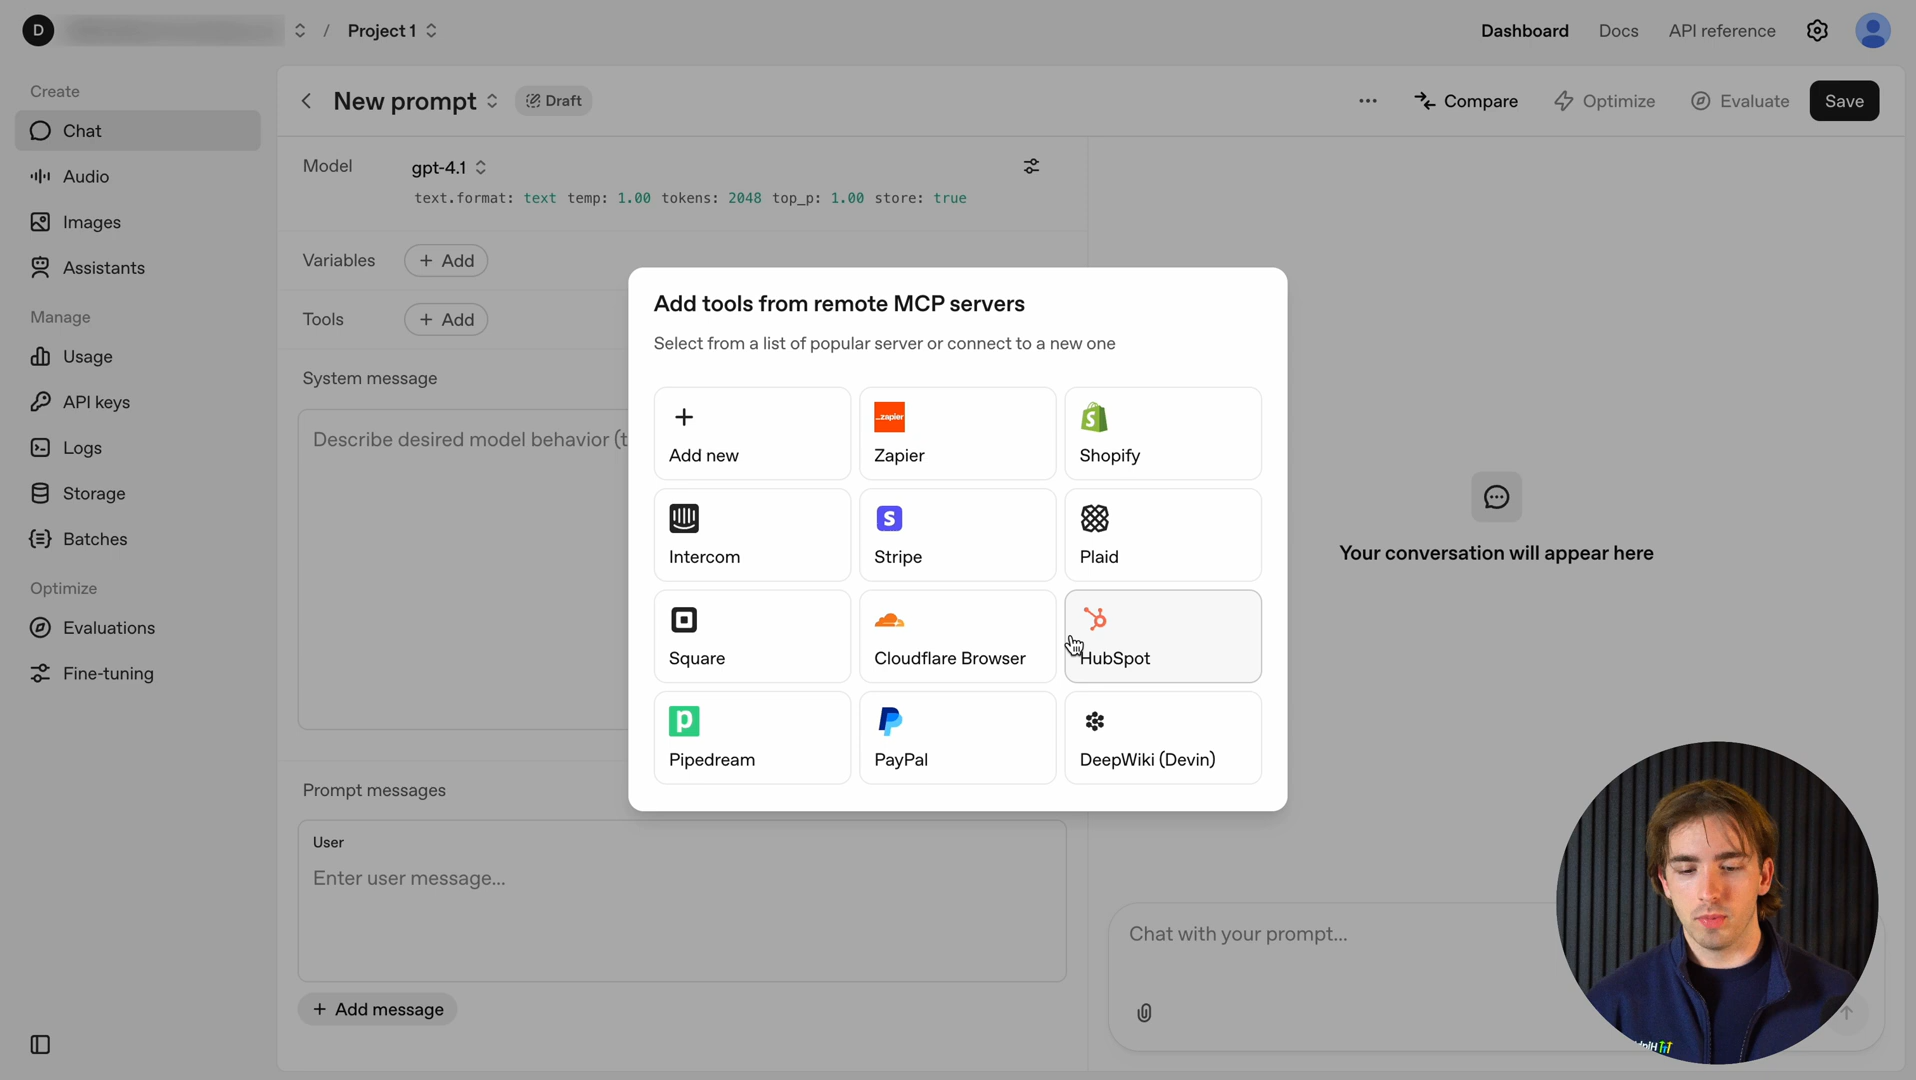 D
/
Project 1
Dashboard
Docs
API reference
Create
Chat
Audio
Images
Assistants
Manage
Usage
API keys
Logs
Storage
Batches
Optimize
Evaluations
Fine-tuning
New prompt
Draft
Compare
Optimize
Evaluate
Save
Model
gpt-4.1
text.format: text temp: 1.00 tokens: 2048 top_p: 1.00 store: true
Variables
+ Add
Tools
+ Add
System message
Describe desired model behavior (t
Add tools from remote MCP servers
Select from a list of popular server or connect to a new one
Add new
zapier
Zapier
Shopify
Intercom
S
Stripe
Plaid
Square
Cloudflare Browser
HubSpot
p
Pipedream
PayPal
DeepWiki (Devin)
Your conversation will appear here
Prompt messages
User
Enter user message...
+ Add message
Chat with your prompt...